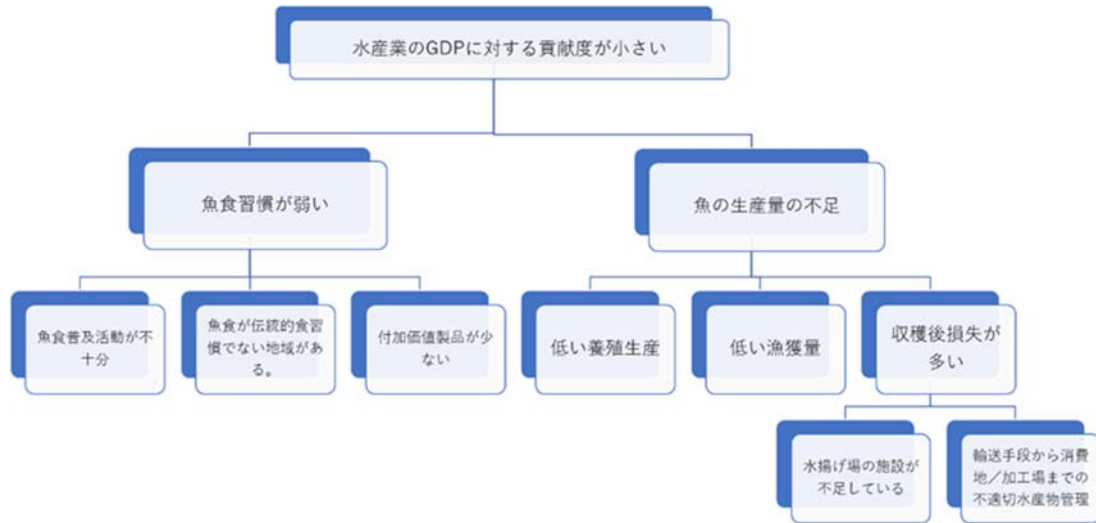 水産業のGDPに対する貢献度が小さい
魚食習慣が弱い
魚の生産量の不足
魚食普及活動が不
十分
魚食が伝統的食習
慣でない地域があ
る。
付加価値製品が少
ない
低い養殖生産
低い漁獲量
収穫後損失が
多い
水揚げ場の施設が
不足している
輸送手段から消費
地／加工場までの
不適切水産物管理